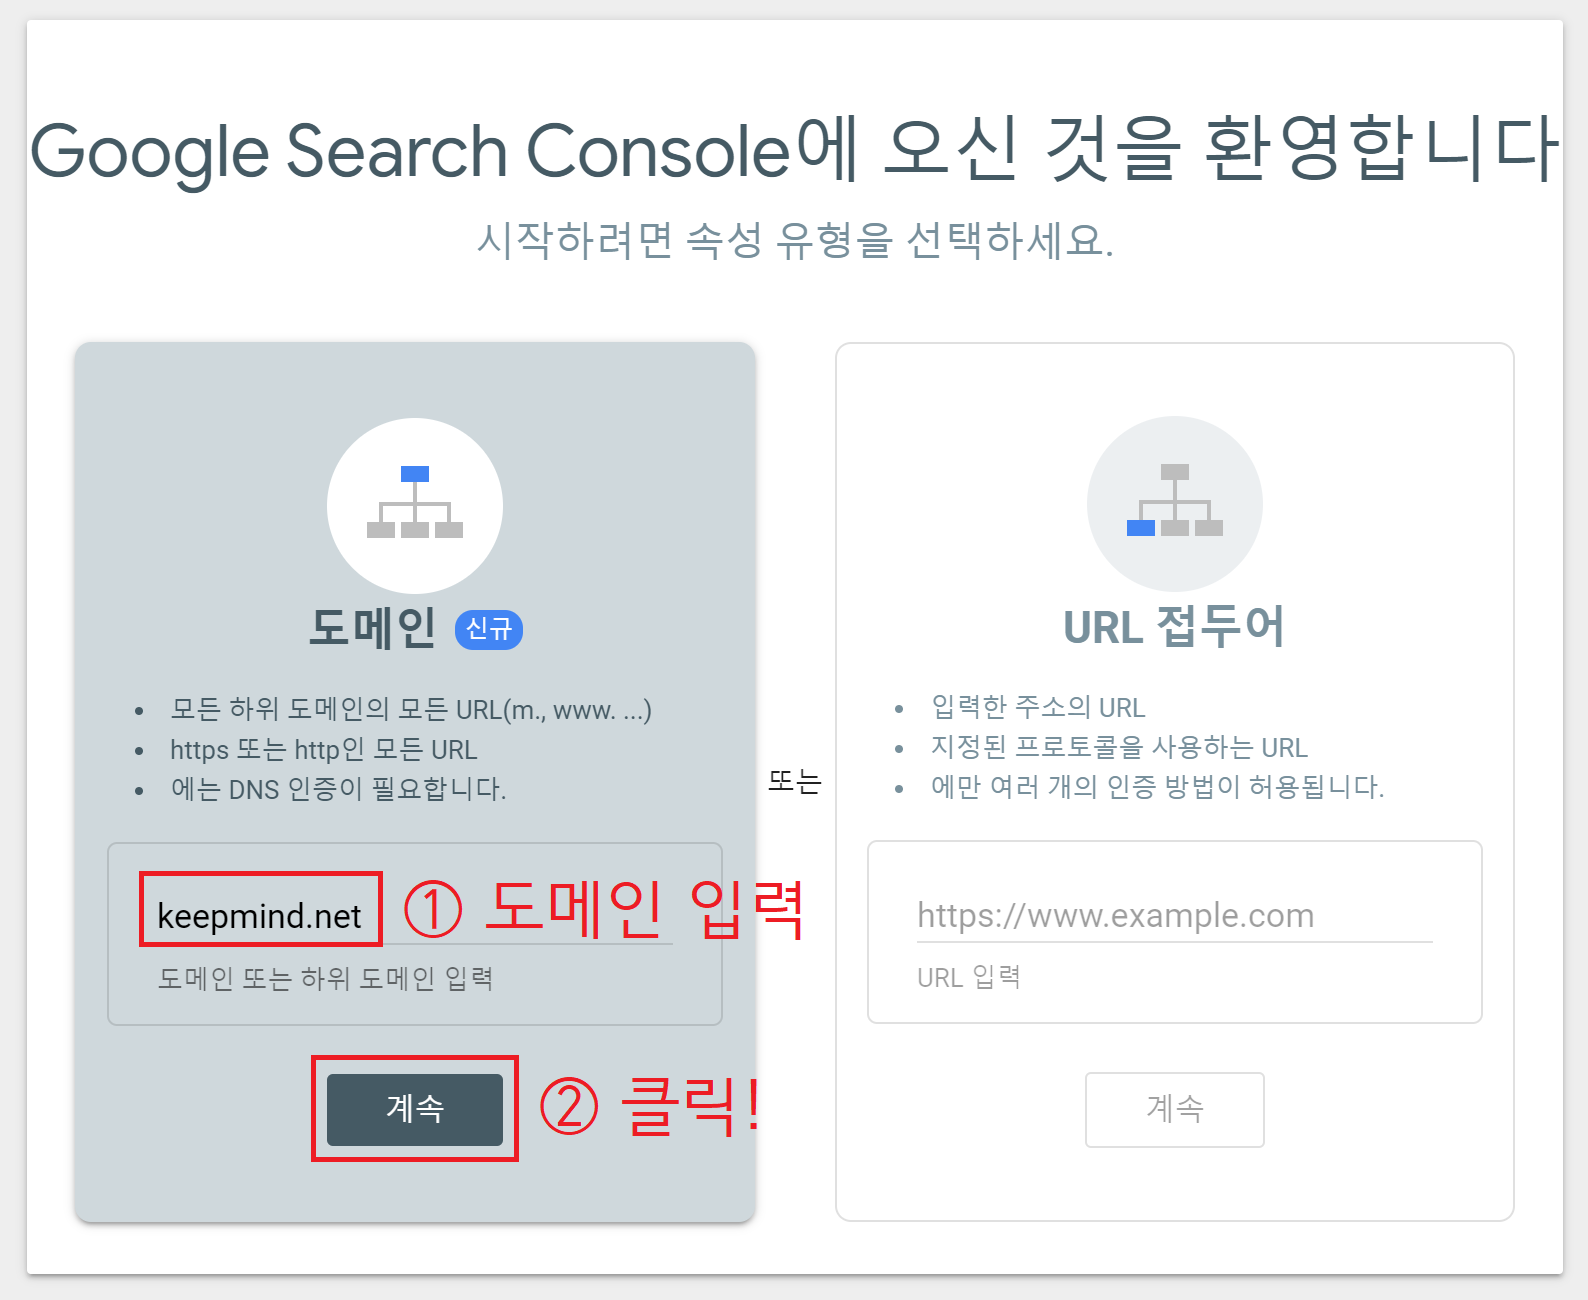 Google Search Console에 오신 것을 환영합니다
시작하려면 속성 유형을 선택하세요.
도메인 신규
• 모든 하위 도메인의 모든 URL(m., www. ...)
• https 또는 http인 모든 URL
• 에는 DNS 인증이 필요합니다.
keepmind.net ① 도메인 입력
도메인 또는 하위 도메인 입력
계속 ② 클릭!
또는
URL 접두어
• 입력한 주소의 URL
• 지정된 프로토콜을 사용하는 URL
• 에만 여러 개의 인증 방법이 허용됩니다.
https://www.example.com
URL 입력
계속